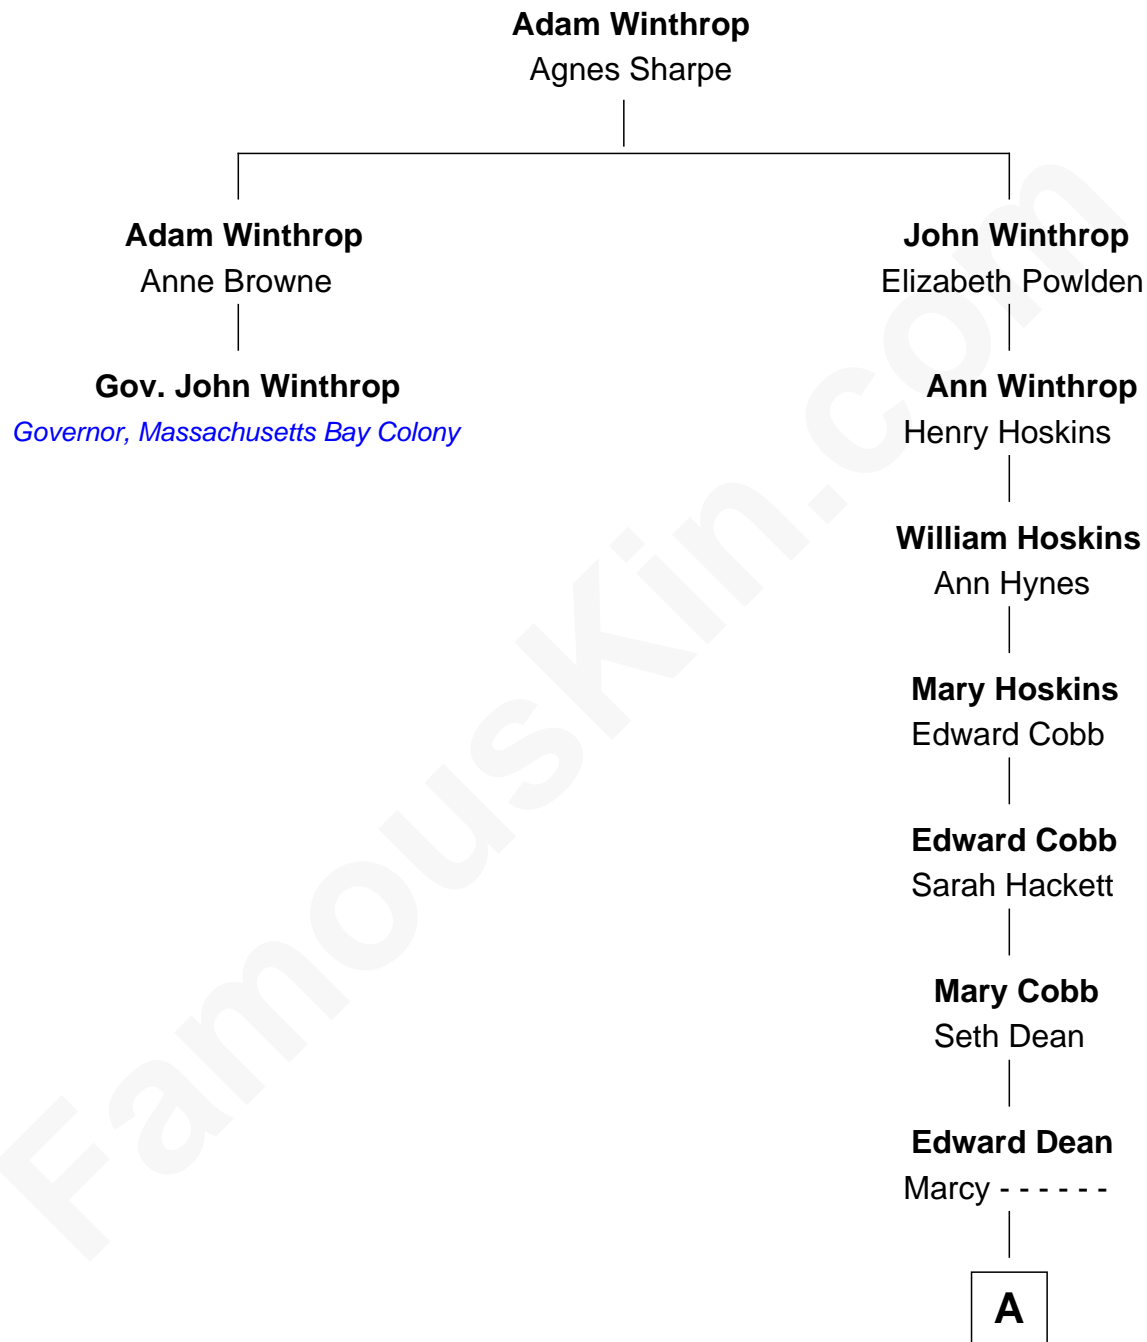 Adam Winthrop
Agnes Sharpe
Adam Winthrop
Anne Browne
John Winthrop
Elizabeth Powlden
Gov. John Winthrop
Governor, Massachusetts Bay Colony
Ann Winthrop
Henry Hoskins
William Hoskins
Ann Hynes
Mary Hoskins
Edward Cobb
Edward Cobb
Sarah Hackett
Mary Cobb
Seth Dean
Edward Dean
Marcy - - - - - -
A
FamousKin.com